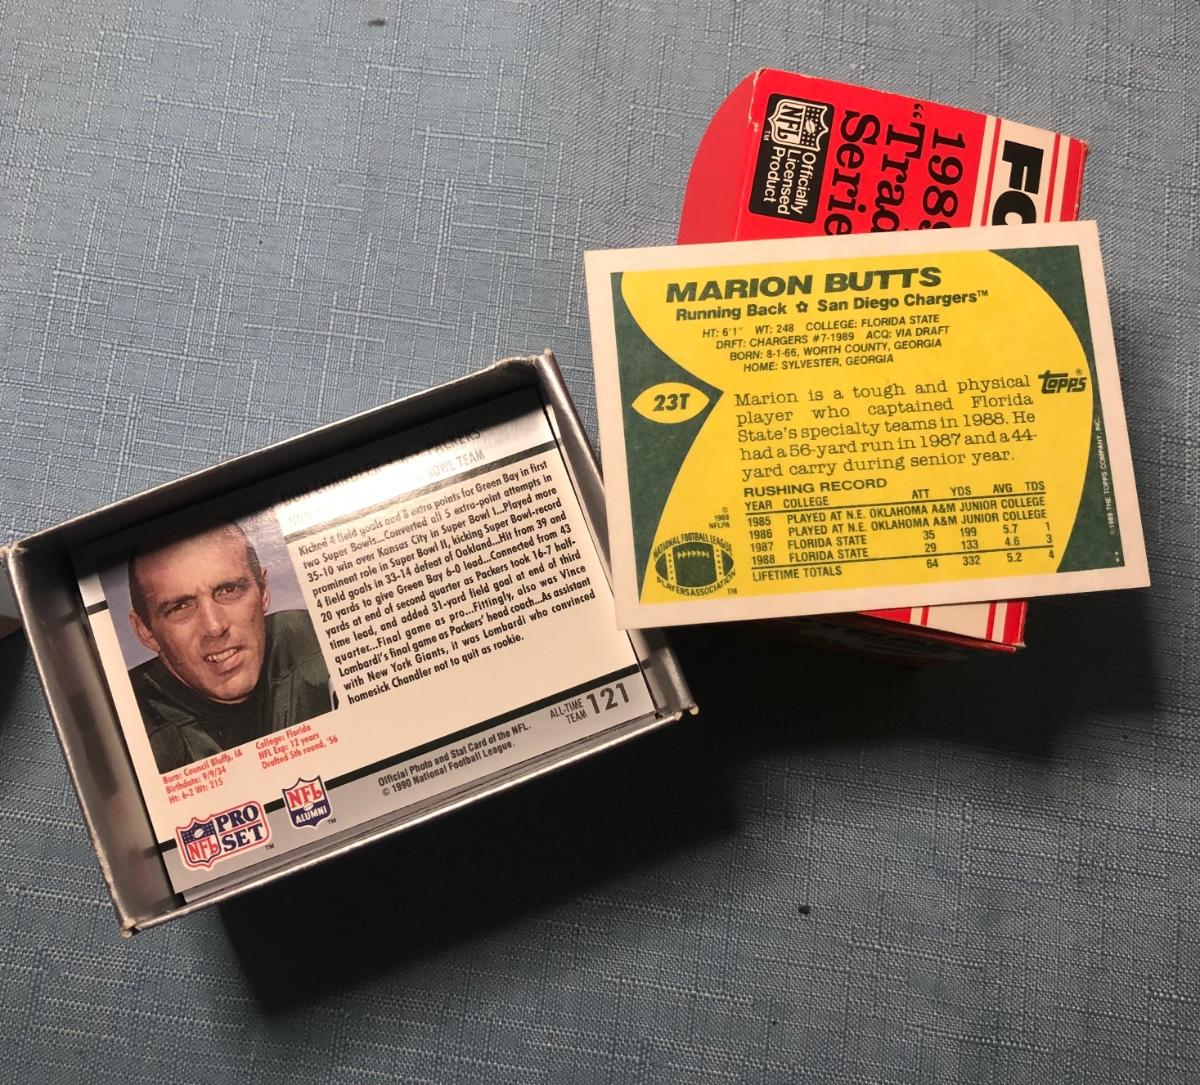 NFL
TM
Officially
Licensed
Product
1989
"Trad
Serie
FO
MARION BUTTS
Running Back ✿ San Diego Chargers™
HT: 6'1" WT: 248 COLLEGE: FLORIDA STATE
DRFT: CHARGERS #7-1989 ACQ: VIA DRAFT
BORN: 8-1-66, WORTH COUNTY, GEORGIA
HOME: SYLVESTER, GEORGIA
23T
TOPPS®
Marion is a tough and physical
player who captained Florida
State's specialty teams in 1988. He
had a 56-yard run in 1987 and a 44-
yard carry during senior year.
RUSHING RECORD
YEAR COLLEGE ATT YDS AVG TDS
1985 PLAYED AT N.E. OKLAHOMA A&M JUNIOR COLLEGE
1986 PLAYED AT N.E. OKLAHOMA A&M JUNIOR COLLEGE
1987 FLORIDA STATE 35 199 5.7 1
1988 FLORIDA STATE 29 133 4.6 3
LIFETIME TOTALS 64 332 5.2 4
© 1989
NFLPA
NATIONAL FOOTBALL LEAGUE
PLAYERS ASSOCIATION
TM
© 1989 THE TOPPS COMPANY, INC.
PACKERS
BOWL TEAM
Kicked 4 field goals and 8 extra points for Green Bay in first
two Super Bowls...Converted all 5 extra-point attempts in
35-10 win over Kansas City in Super Bowl I...Played more
prominent role in Super Bowl II, kicking Super Bowl-record
4 field goals in 33-14 defeat of Oakland...Hit from 39 and
20 yards to give Green Bay 6-0 lead...Connected from 43
yards at end of second quarter as Packers took 16-7 half-
time lead, and added 31-yard field goal at end of third
quarter...Final game as pro...Fittingly, also was Vince
Lombardi's final game as Packers' head coach...As assistant
with New York Giants, it was Lombardi who convinced
homesick Chandler not to quit as rookie.
Born: Council Bluffs, IA
Birthdate: 9/9/34
Ht: 6-2 Wt: 215
College: Florida
NFL Exp: 12 years
Drafted 5th round, '56
NFL
PRO
SET
TM
NFL
ALUMNI
TM
Official Photo and Stat Card of the NFL.
© 1990 National Football League.
ALL-TIME
TEAM 121